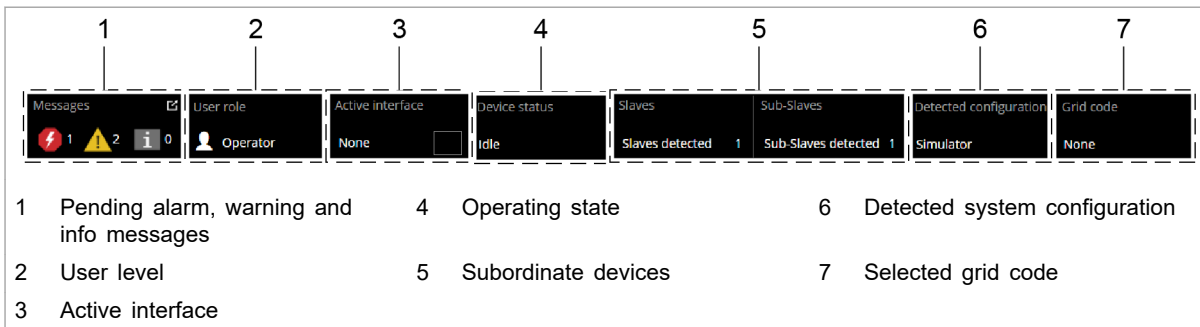 1 2 3 4 5 6 7
Messages User role Active interface Device status Slaves Sub-Slaves Detected configuration Grid code
1 2 i 0 Operator None Idle Slaves detected 1 Sub-Slaves detected 1 Simulator None
1 Pending alarm, warning and 4 Operating state 6 Detected system configuration
info messages
2 User level 5 Subordinate devices 7 Selected grid code
3 Active interface